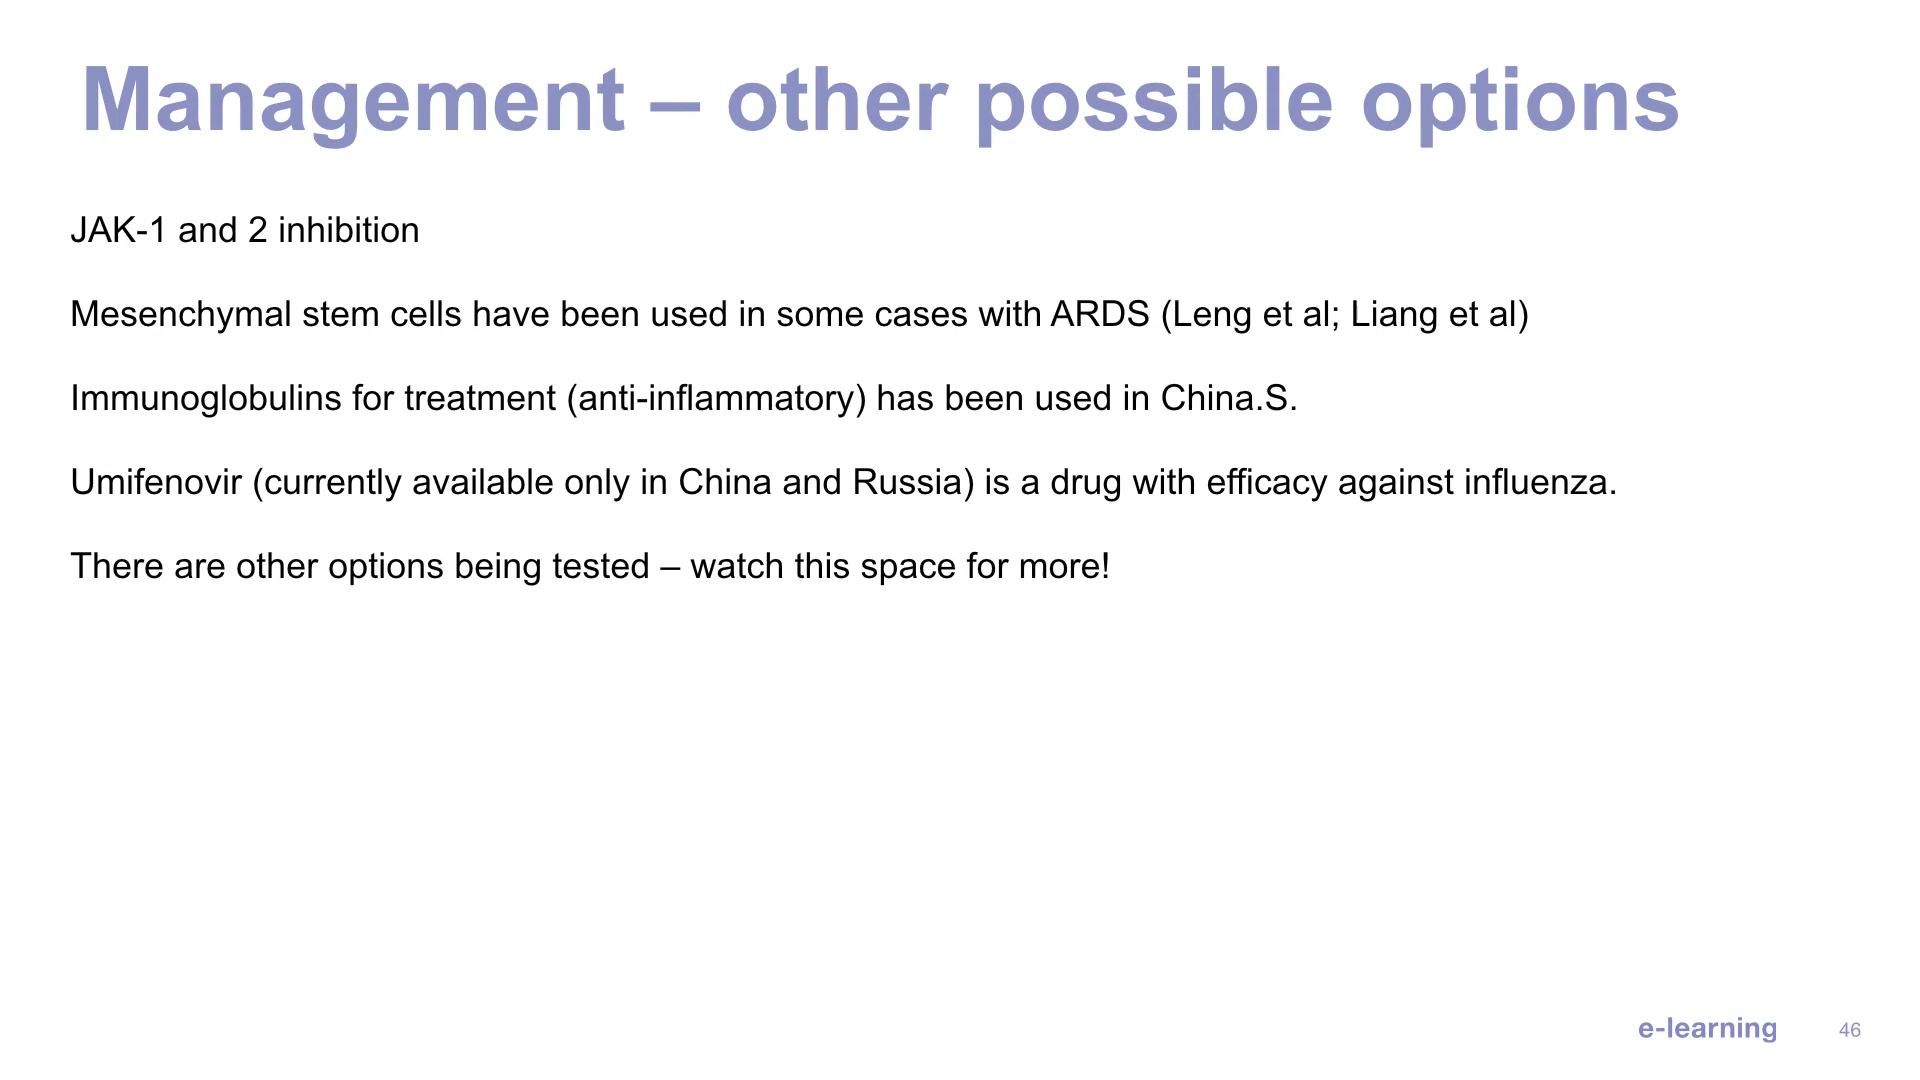 Management – other possible options
JAK-1 and 2 inhibition
Mesenchymal stem cells have been used in some cases with ARDS (Leng et al; Liang et al)
Immunoglobulins for treatment (anti-inflammatory) has been used in China.S.
Umifenovir (currently available only in China and Russia) is a drug with efficacy against influenza.
There are other options being tested – watch this space for more!
e-learning 46